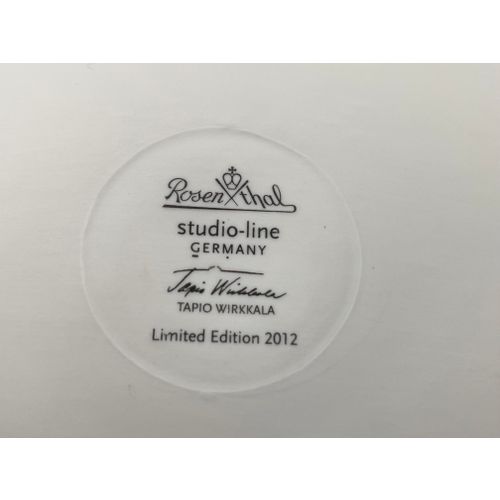 Rosenthal
studio-line
GERMANY
Tapio Wirkkala
TAPIO WIRKKALA
Limited Edition 2012